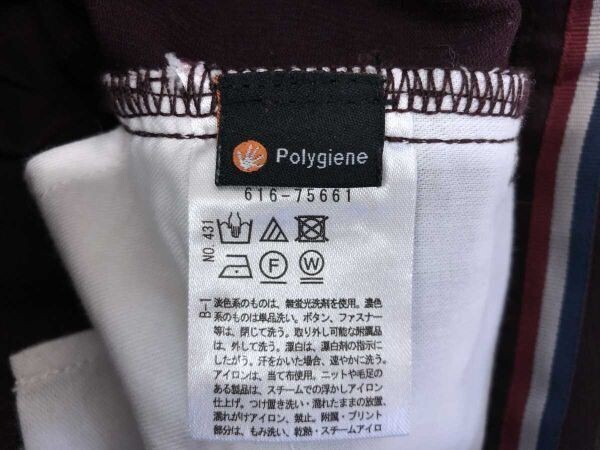 Polygiene
616-75661
NO.431
F
W
B-1
淡色系のものは、無蛍光洗剤を使用。濃色
系のものは単品洗い。ボタン、ファスナー
等は、閉じて洗う。取り外し可能な附属品
は、外して洗う。漂白は、漂白剤の指示に
したがう。汗をかいた場合、速やかに洗う。
アイロンは、当て布使用。ニットや毛足の
ある製品は、スチームでの浮かしアイロン
仕上げ。つけ置き洗い・濡れたままの放置、
濡れがけアイロン、禁止。附属・プリント
部分は、もみ洗い、乾熱・スチームアイロ